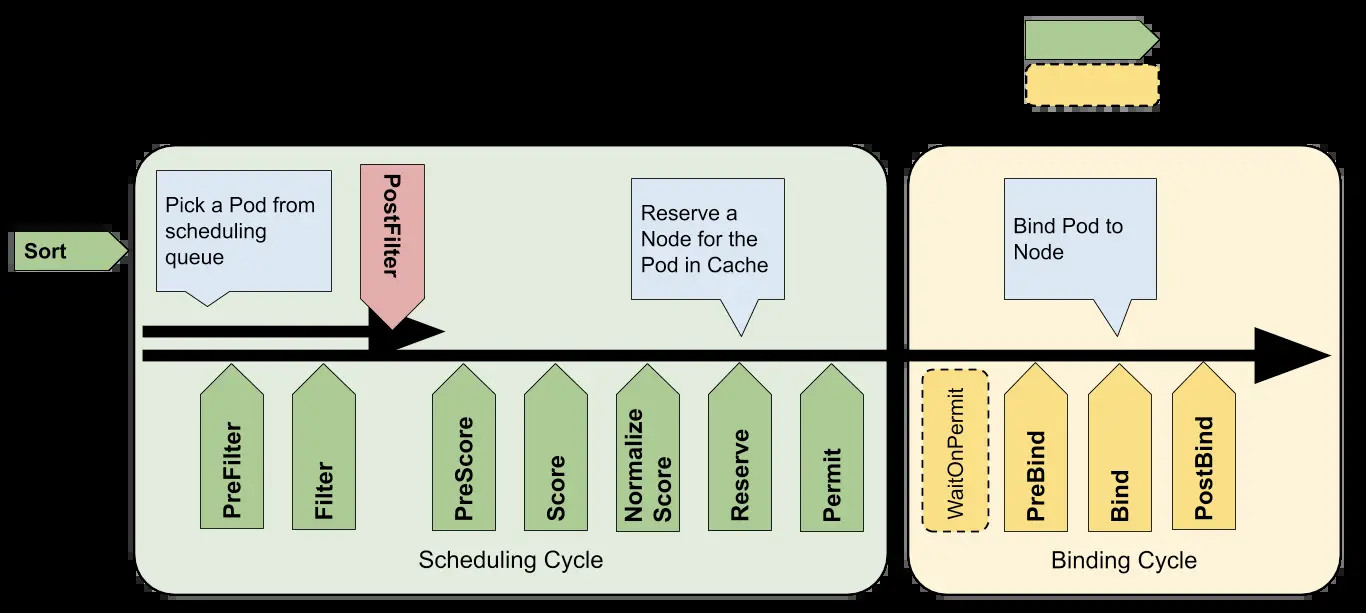 Sort
Pick a Pod from
scheduling
queue
PostFilter
Reserve a
Node for the
Pod in Cache
Bind Pod to
Node
PreFilter
Filter
PreScore
Score
Normalize
Score
Reserve
Permit
WaitOnPermit
PreBind
Bind
PostBind
Scheduling Cycle
Binding Cycle